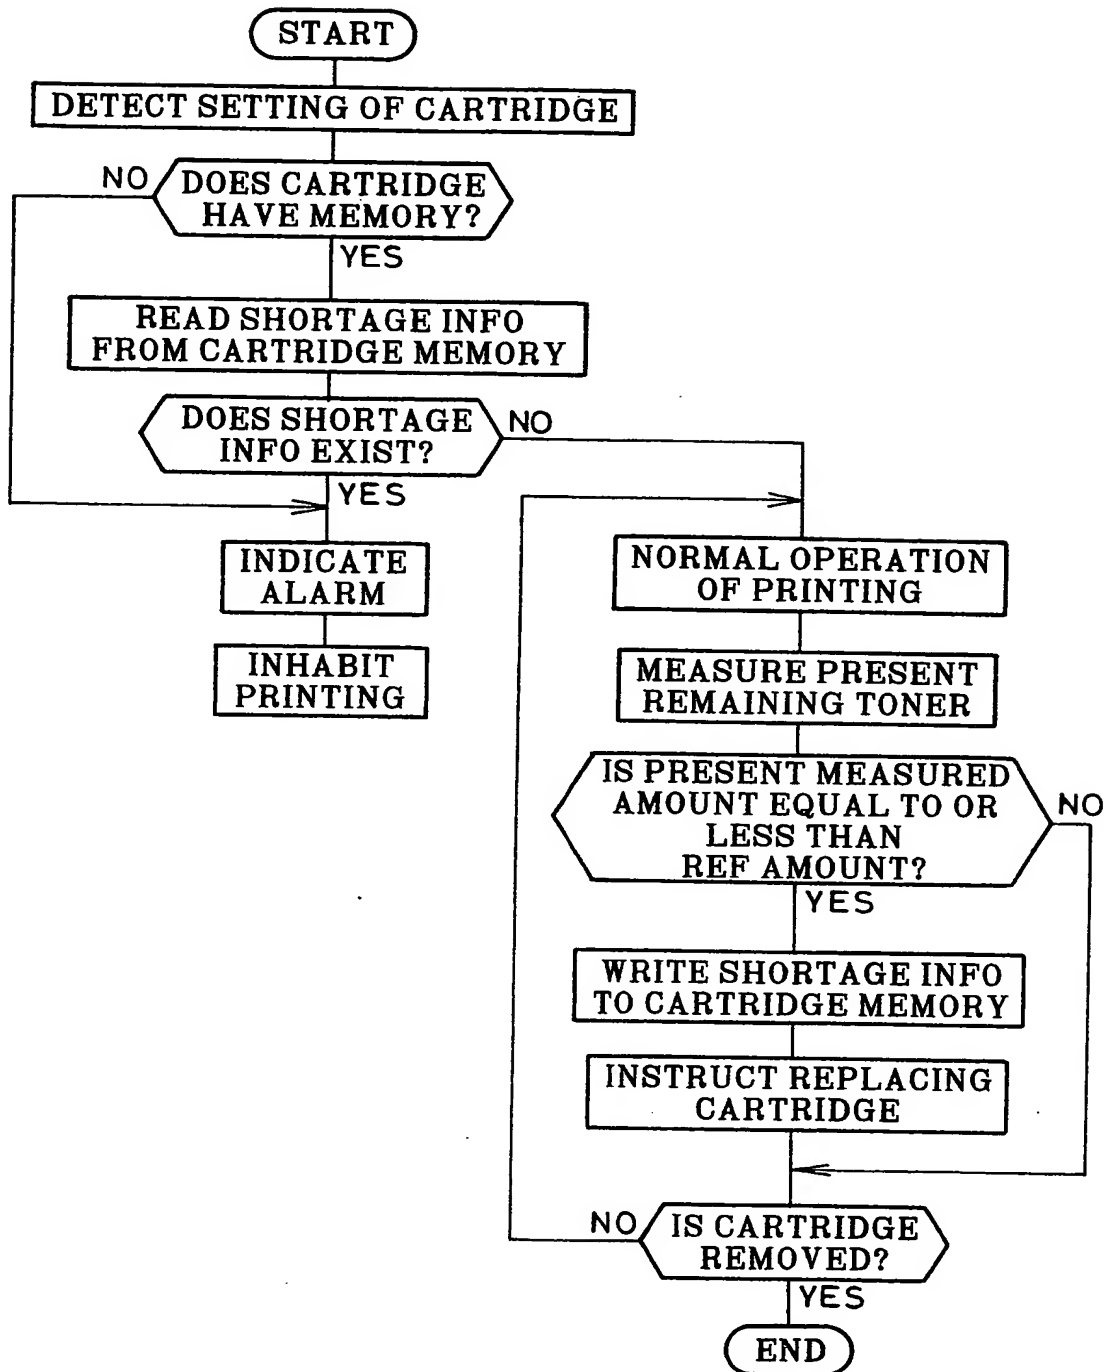 START
DETECT SETTING OF CARTRIDGE
NO
DOES CARTRIDGE
HAVE MEMORY?
YES
READ SHORTAGE INFO
FROM CARTRIDGE MEMORY
DOES SHORTAGE
INFO EXIST?
NO
YES
INDICATE
ALARM
INHABIT
PRINTING
NORMAL OPERATION
OF PRINTING
MEASURE PRESENT
REMAINING TONER
IS PRESENT MEASURED
AMOUNT EQUAL TO OR
LESS THAN
REF AMOUNT?
NO
YES
WRITE SHORTAGE INFO
TO CARTRIDGE MEMORY
INSTRUCT REPLACING
CARTRIDGE
NO
IS CARTRIDGE
REMOVED?
YES
END